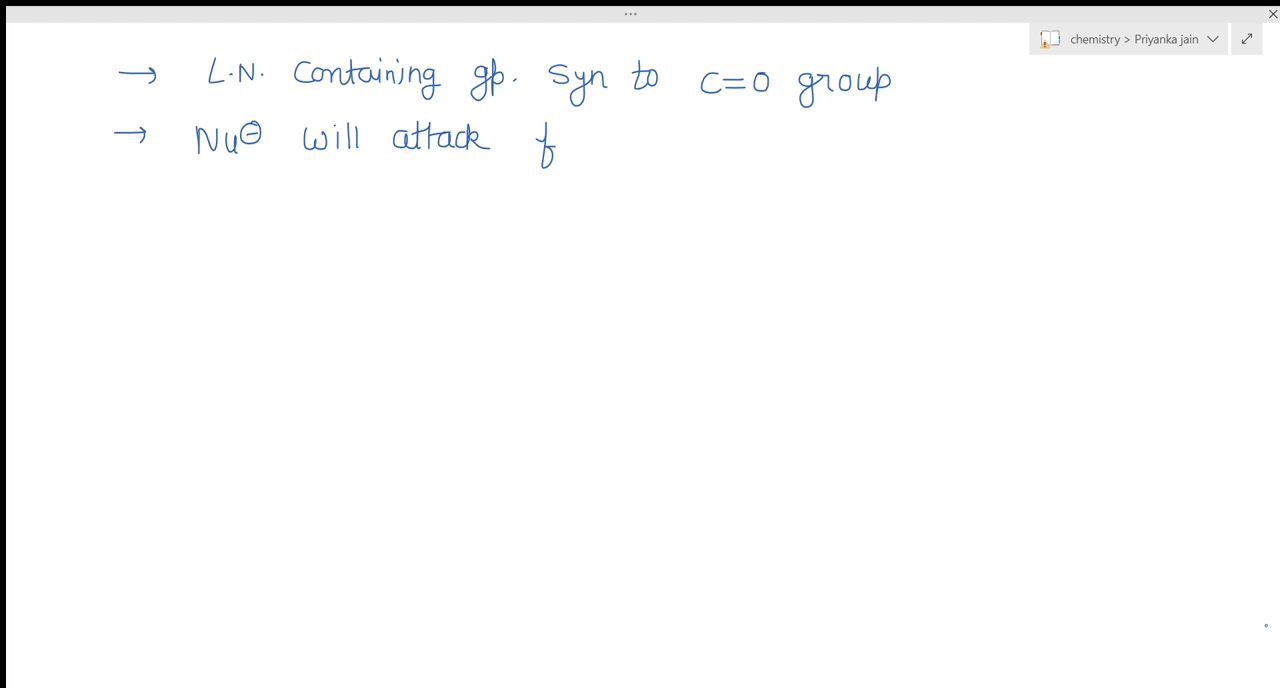 chemistry > Priyanka jain
→ L.N. Containing gp. Syn to C=O group
→ Nu⊖ will attack f